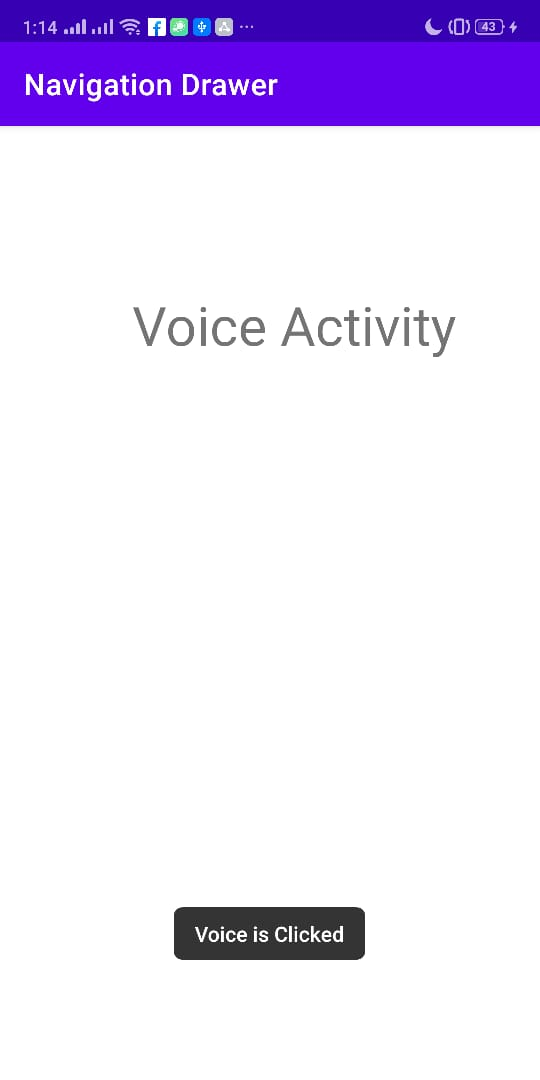 1:14
43
Navigation Drawer
Voice Activity
Voice is Clicked